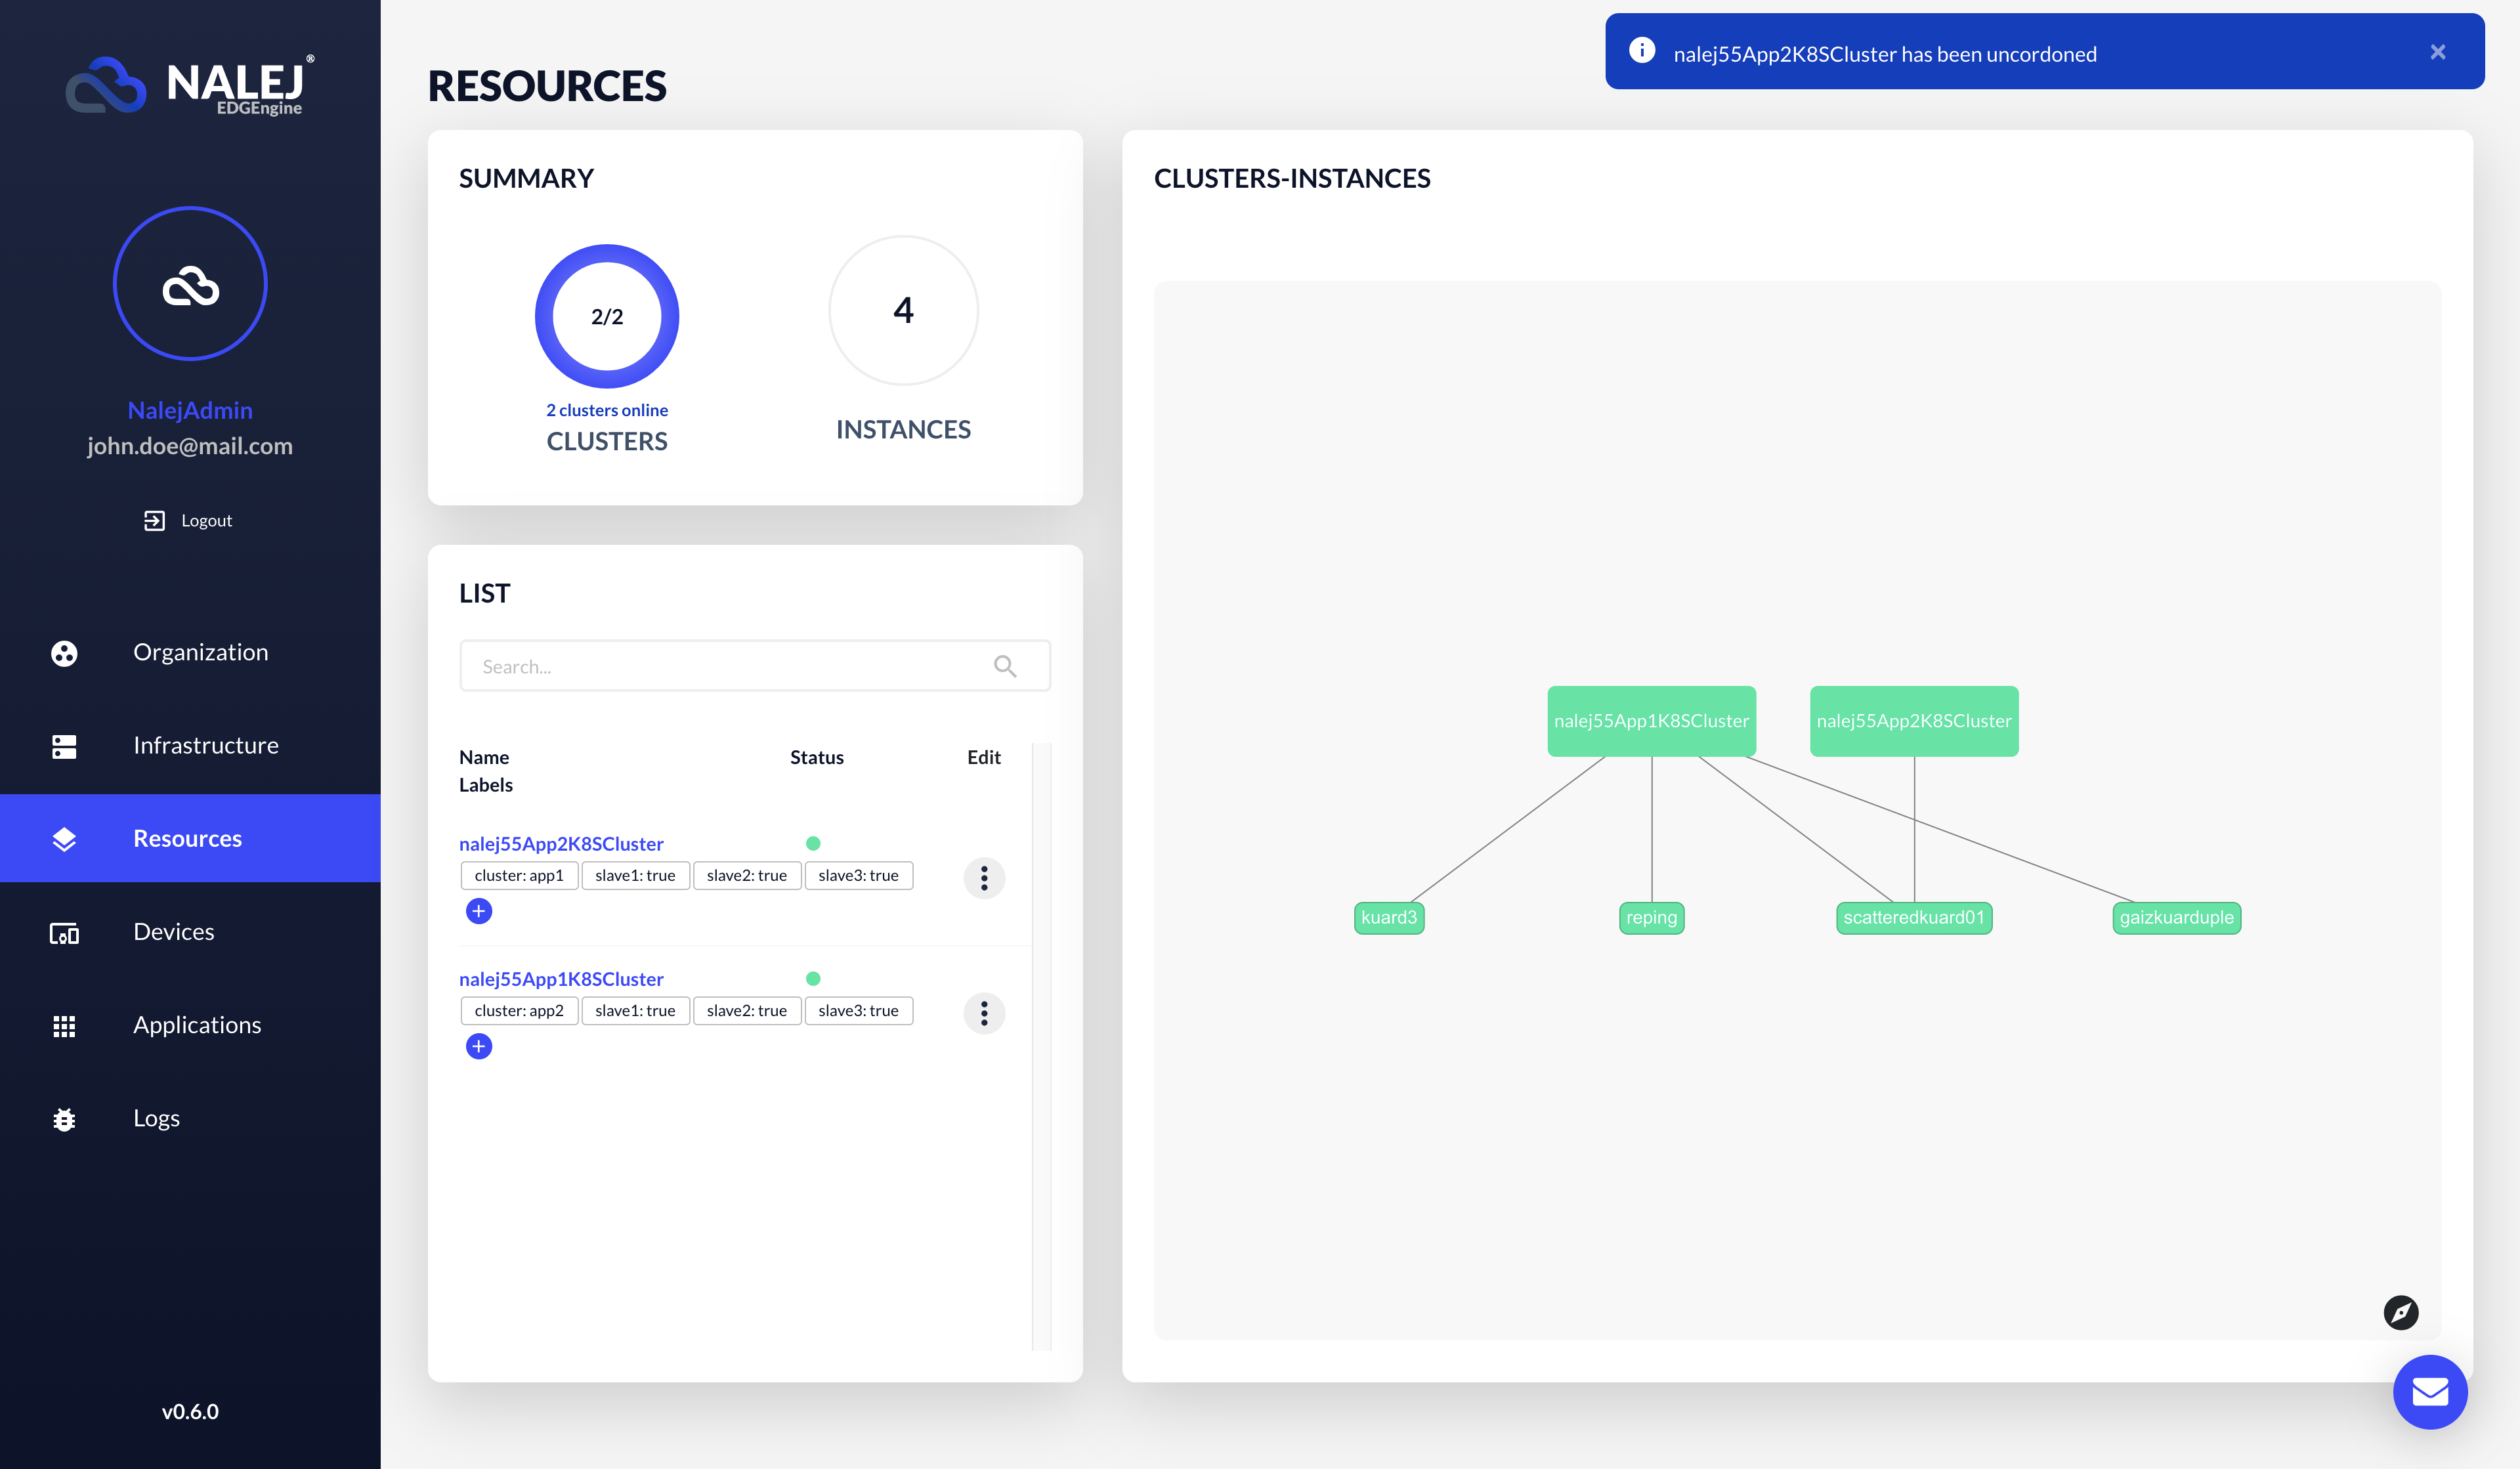 NALEJ®
EDGEngine
NalejAdmin
john.doe@mail.com
Logout
Organization
Infrastructure
Resources
Devices
Applications
Logs
v0.6.0
nalej55App2K8SCluster has been uncordoned
RESOURCES
SUMMARY
2/2
2 clusters online
CLUSTERS
4
INSTANCES
LIST
Search...
Name Status Edit
Labels
nalej55App2K8SCluster
cluster: app1 slave1: true slave2: true slave3: true
nalej55App1K8SCluster
cluster: app2 slave1: true slave2: true slave3: true
CLUSTERS-INSTANCES
nalej55App1K8SCluster nalej55App2K8SCluster
kuard3 reping scatteredkuard01 gaizkuarduple